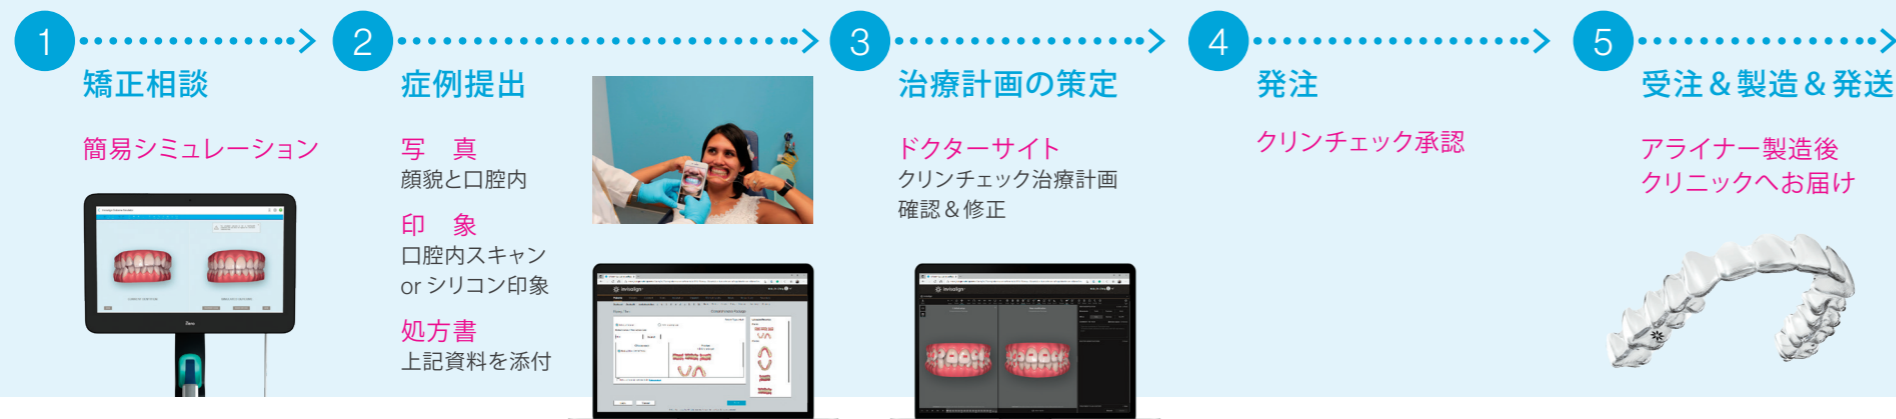 1
矯正相談
簡易シミュレーション
iTero
2
症例提出
写 真
顔貌と口腔内
印 象
口腔内スキャン
or シリコン印象
処方書
上記資料を添付
invisalign
3
治療計画の策定
ドクターサイト
クリンチェック治療計画
確認＆修正
invisalign
4
発注
クリンチェック承認
5
受注＆製造＆発送
アライナー製造後
クリニックへお届け